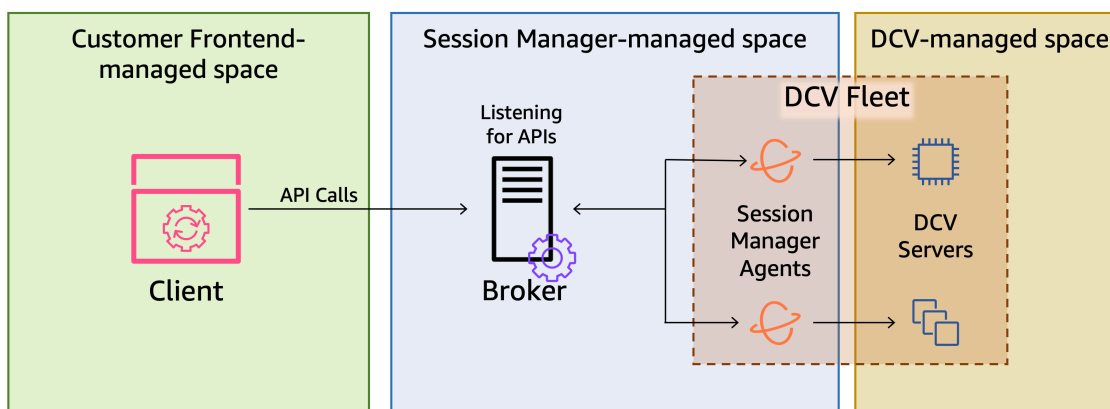 Customer Frontend-
managed space
Session Manager-managed space
DCV-managed space
DCV Fleet
Listening
for APIs
API Calls
Client
Broker
Session
Manager
Agents
DCV
Servers